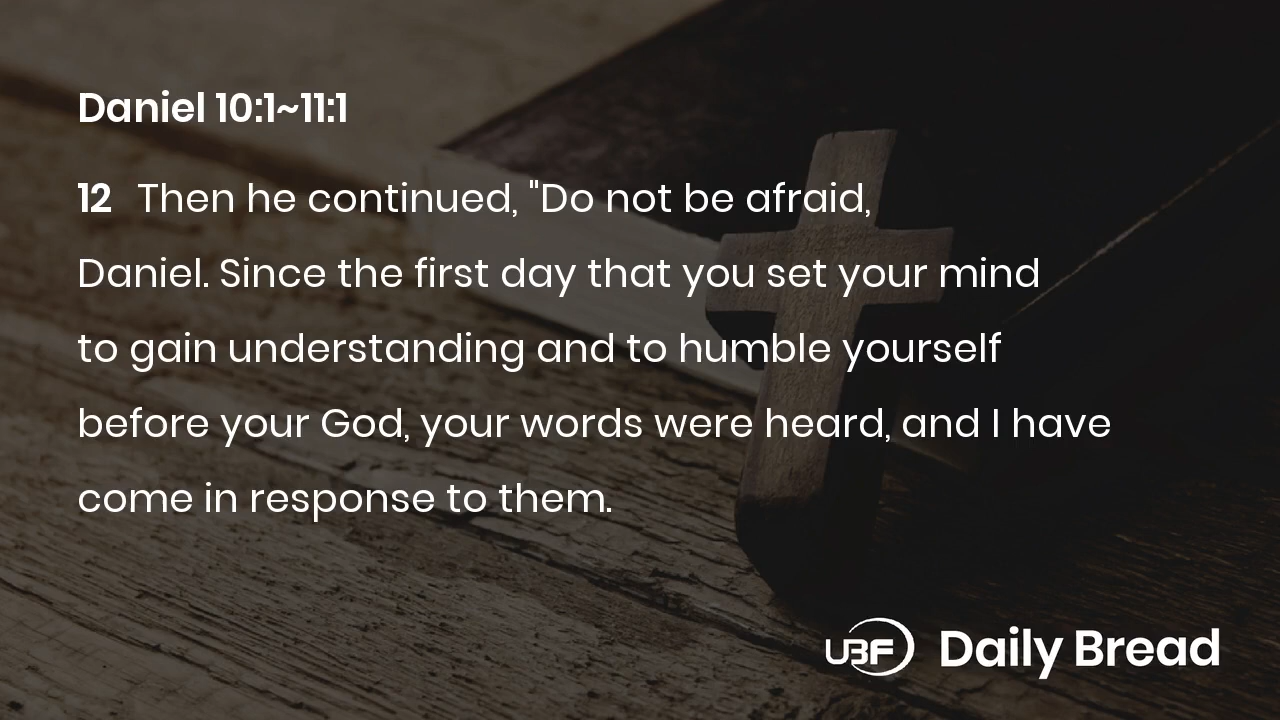 Daniel 10:1~11:1
12 Then he continued, "Do not be afraid,
Daniel. Since the first day that you set your mind
to gain understanding and to humble yourself
before your God, your words were heard, and I have
come in response to them.
UBF Daily Bread